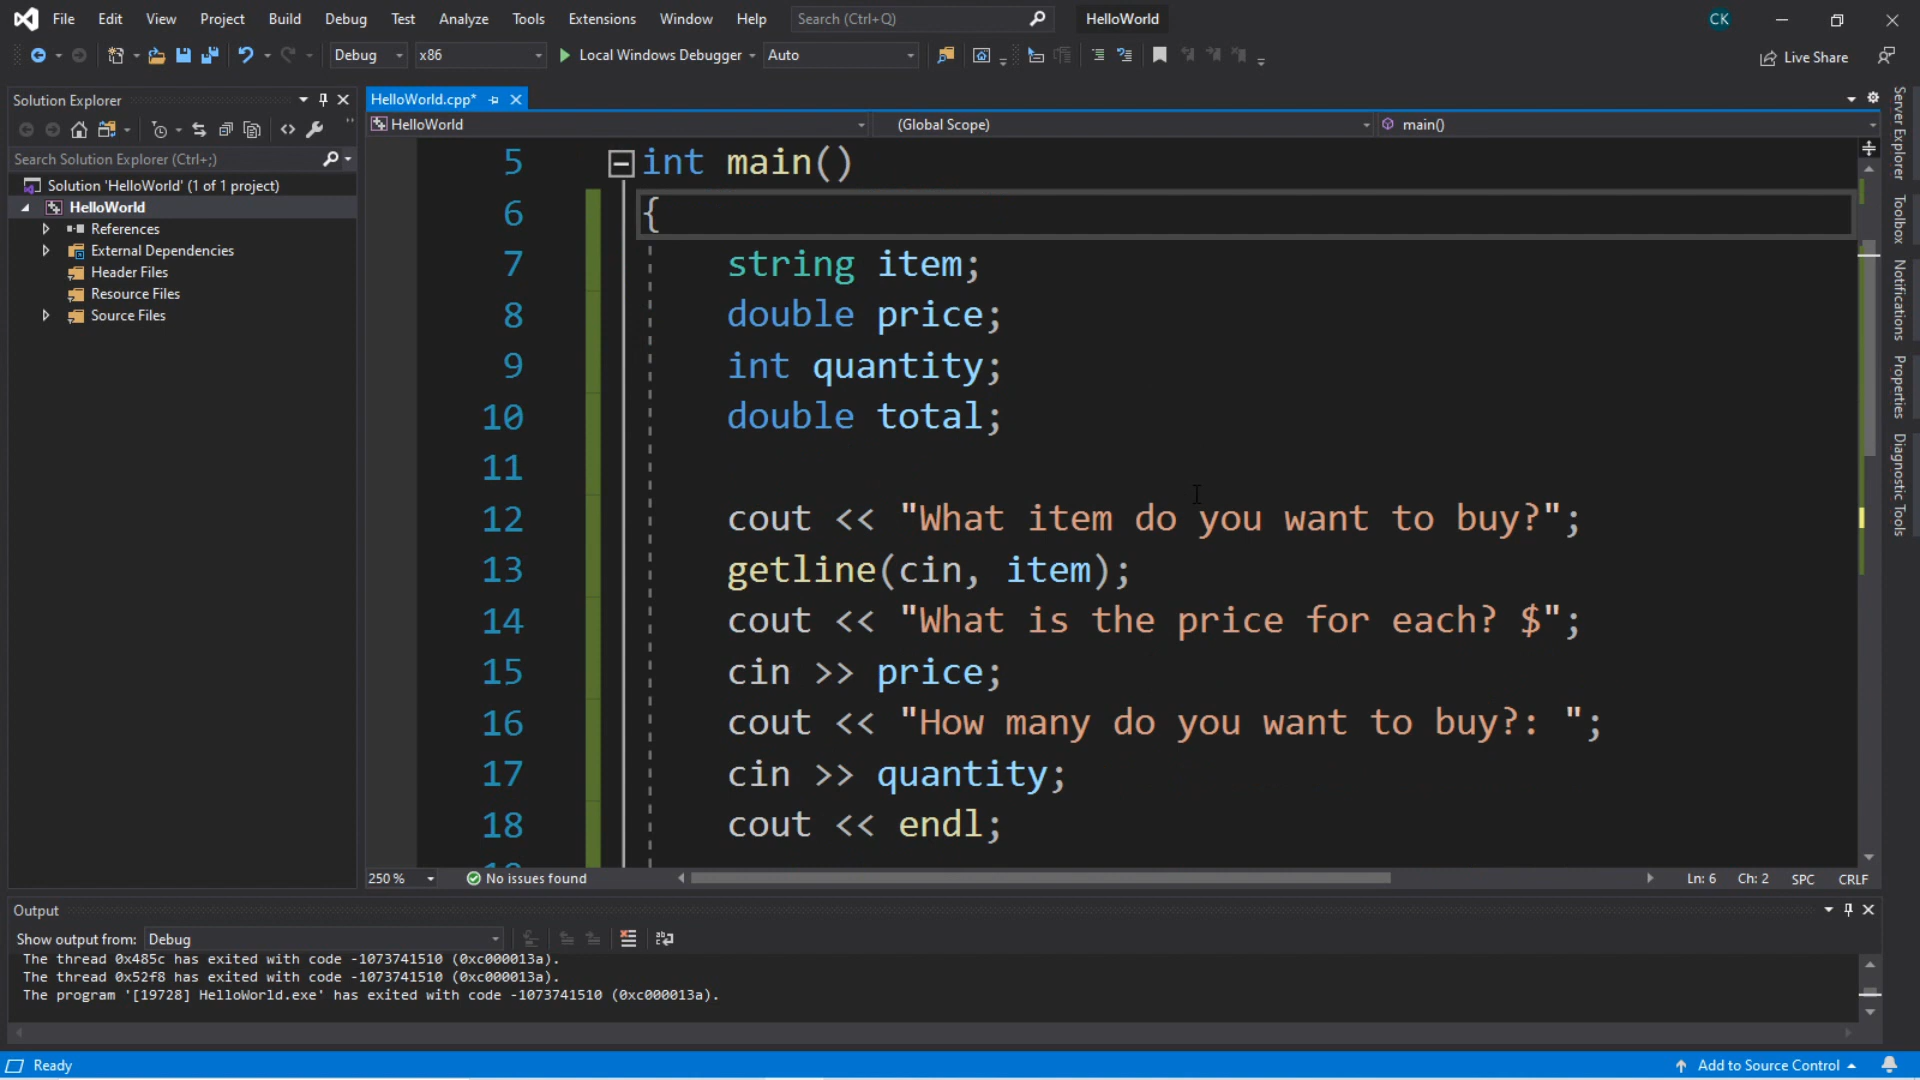 File Edit View Project Build Debug Test Analyze Tools Extensions Window Help Search (Ctrl+Q) HelloWorld CK
Debug x86 Local Windows Debugger Auto Live Share
Solution Explorer
Search Solution Explorer (Ctrl+;)
Solution 'HelloWorld' (1 of 1 project)
HelloWorld
References
External Dependencies
Header Files
Resource Files
Source Files
HelloWorld.cpp*
HelloWorld (Global Scope) main()
5 int main()
6 {
7 string item;
8 double price;
9 int quantity;
10 double total;
11
12 cout << "What item do you want to buy?";
13 getline(cin, item);
14 cout << "What is the price for each? $";
15 cin >> price;
16 cout << "How many do you want to buy?: ";
17 cin >> quantity;
18 cout << endl;
250 % No issues found Ln: 6 Ch: 2 SPC CRLF
Server Explorer
Toolbox
Notifications
Properties
Diagnostic Tools
Output
Show output from: Debug
The thread 0x485c has exited with code -1073741510 (0xc000013a).
The thread 0x52f8 has exited with code -1073741510 (0xc000013a).
The program '[19728] HelloWorld.exe' has exited with code -1073741510 (0xc000013a).
Ready Add to Source Control